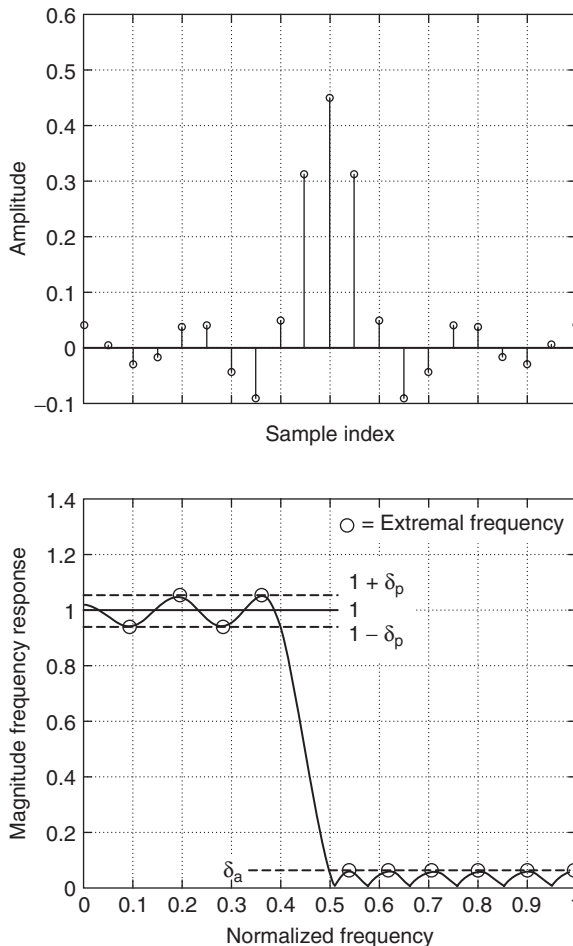 0.6
0.5
0.4
0.3
0.2
0.1
0
−0.1
Amplitude
Sample index
1.4
1.2
1
0.8
0.6
0.4
0.2
0
Magnitude frequency response
= Extremal frequency
1 + δp
1
1 − δp
δa
0 0.1 0.2 0.3 0.4 0.5 0.6 0.7 0.8 0.9 1
Normalized frequency